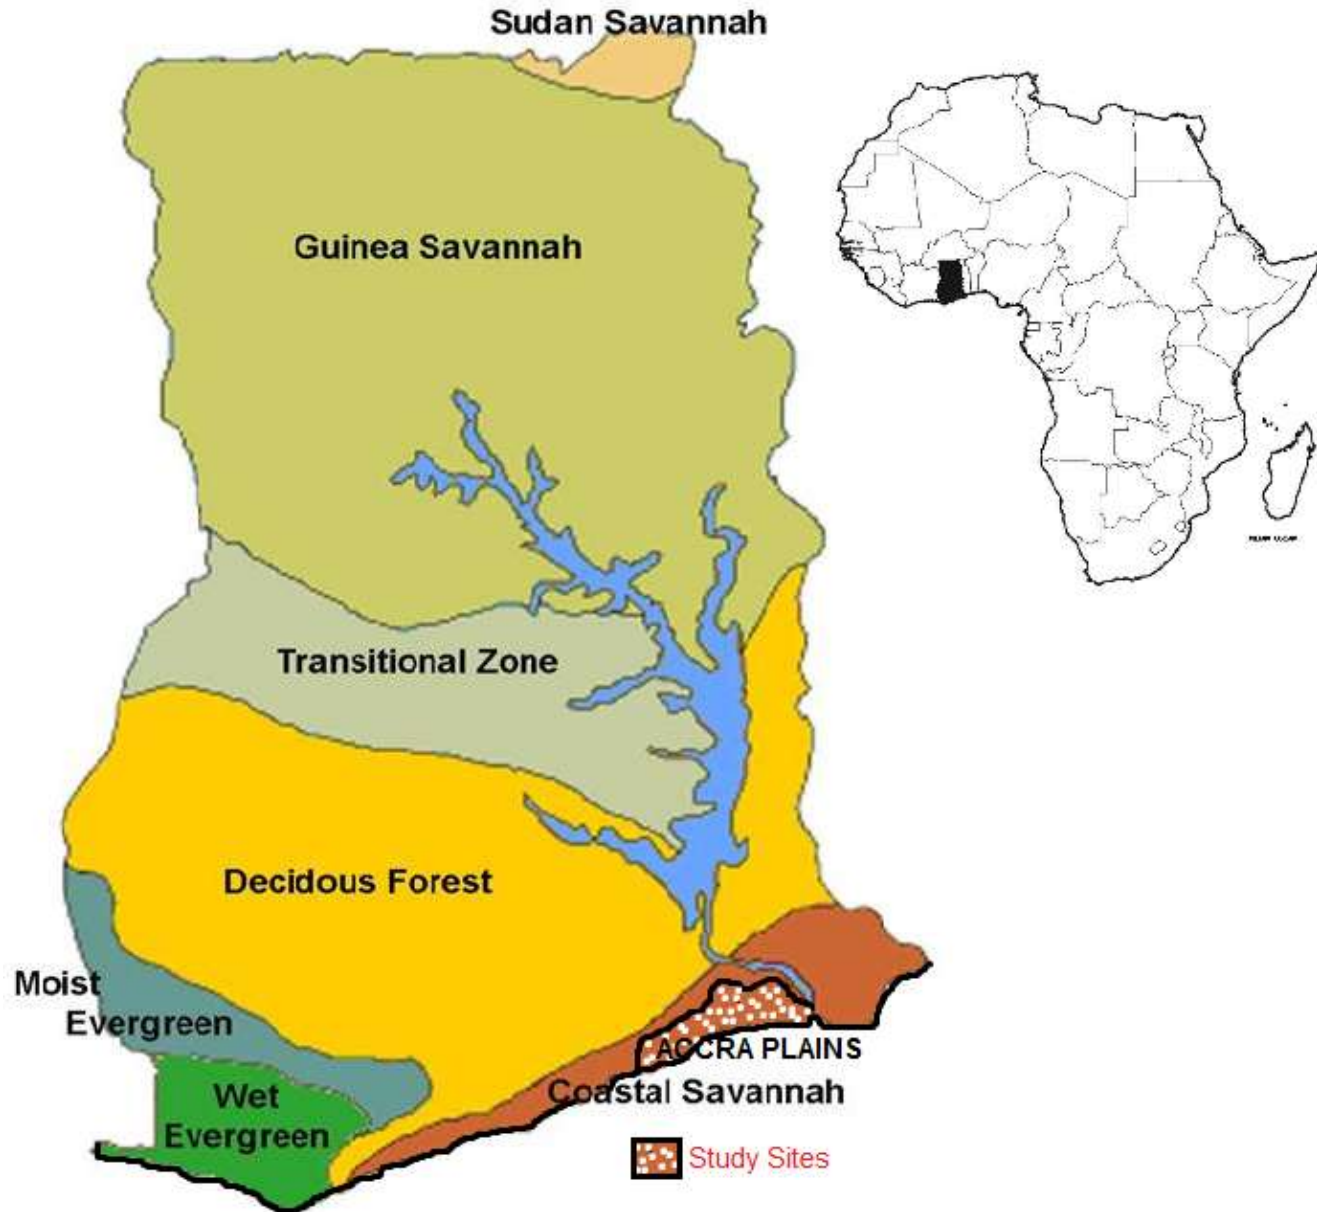 Sudan Savannah
Guinea Savannah
Transitional Zone
Decidous Forest
Moist
Evergreen
Wet
Evergreen
ACCRA PLAINS
Coastal Savannah
Study Sites